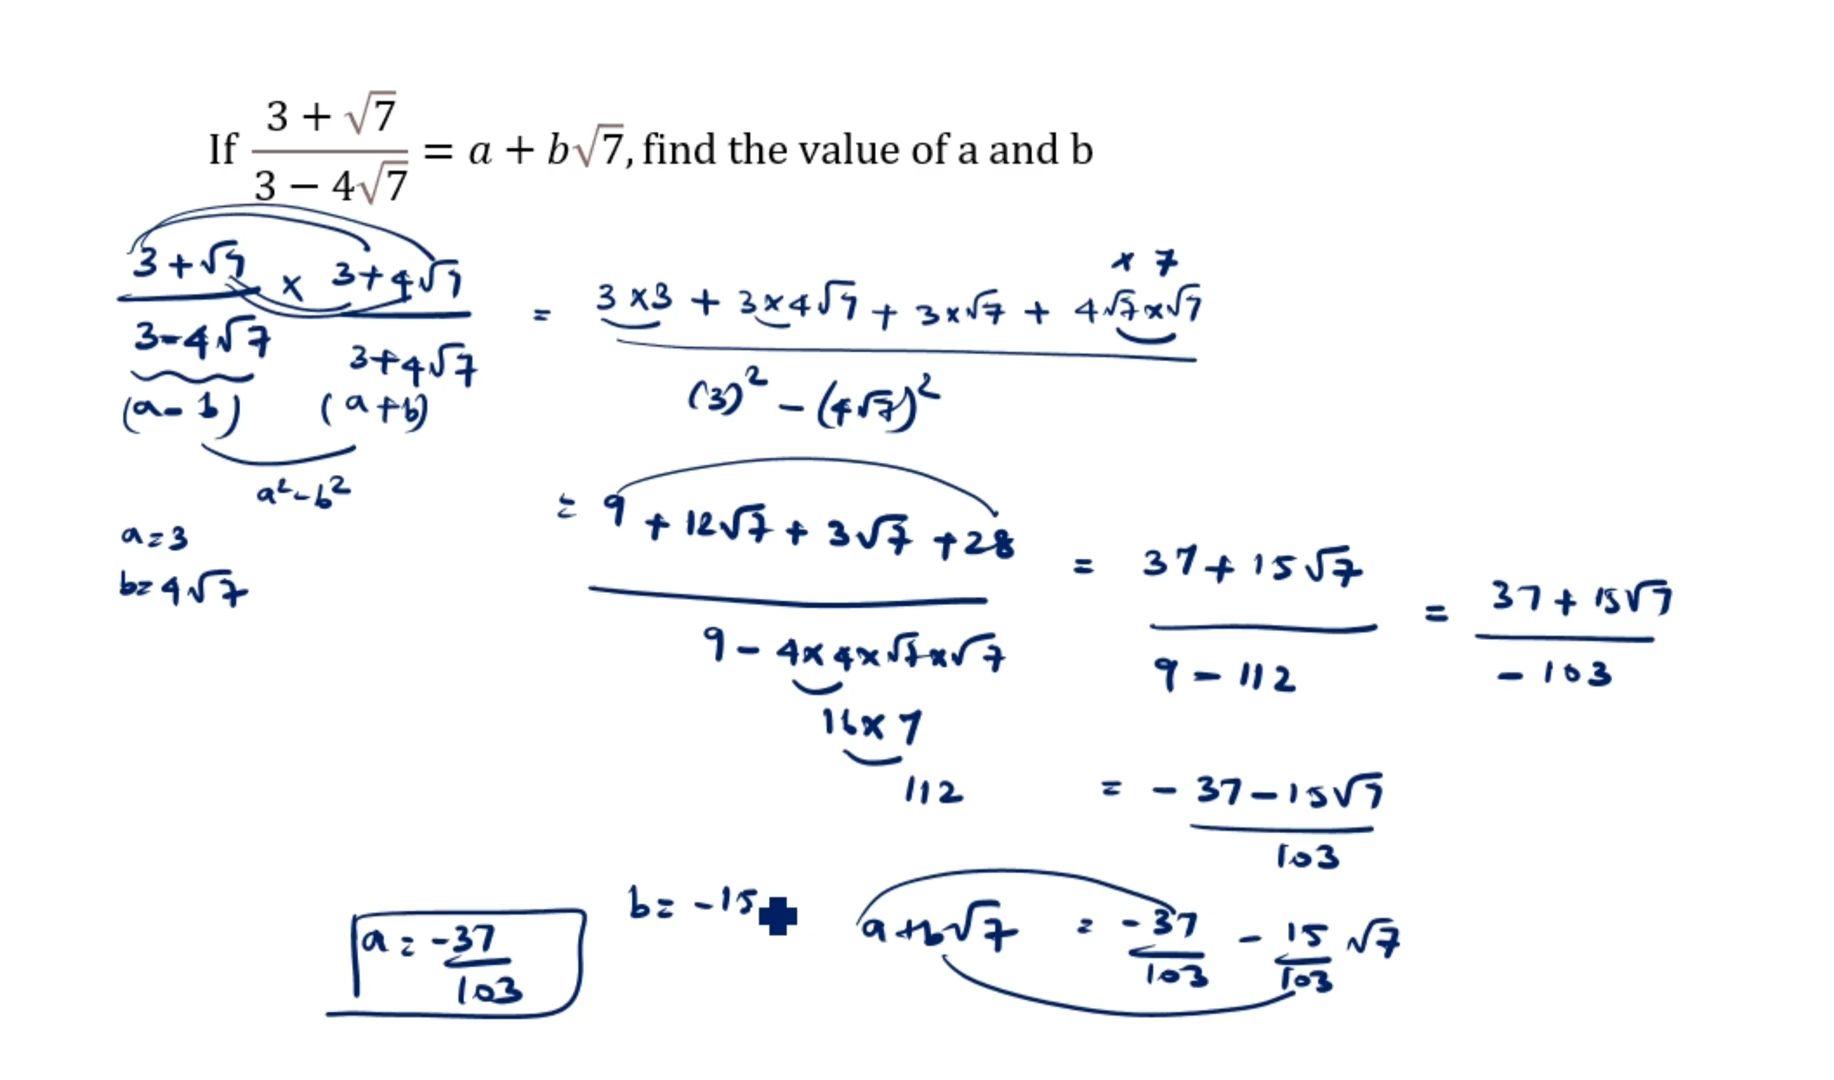 If (3 + √7)/(3 − 4√7) = a + b√7, find the value of a and b
(3+√7)/(3-4√7) × (3+4√7)/(3+4√7) = (3×3 + 3×4√7 + 3×√7 + 4√7×√7)/((3)² - (4√7)²)
× 7
(a-b) (a+b)
a²-b²
a=3
b=4√7
= (9 + 12√7 + 3√7 + 28)/(9 - 4×4×√7×√7) = (37+15√7)/(9-112) = (37+15√7)/(-103)
16×7
112
= (-37-15√7)/103
a+b√7 = -37/103 - 15/103 √7
a = -37/103
b= -15